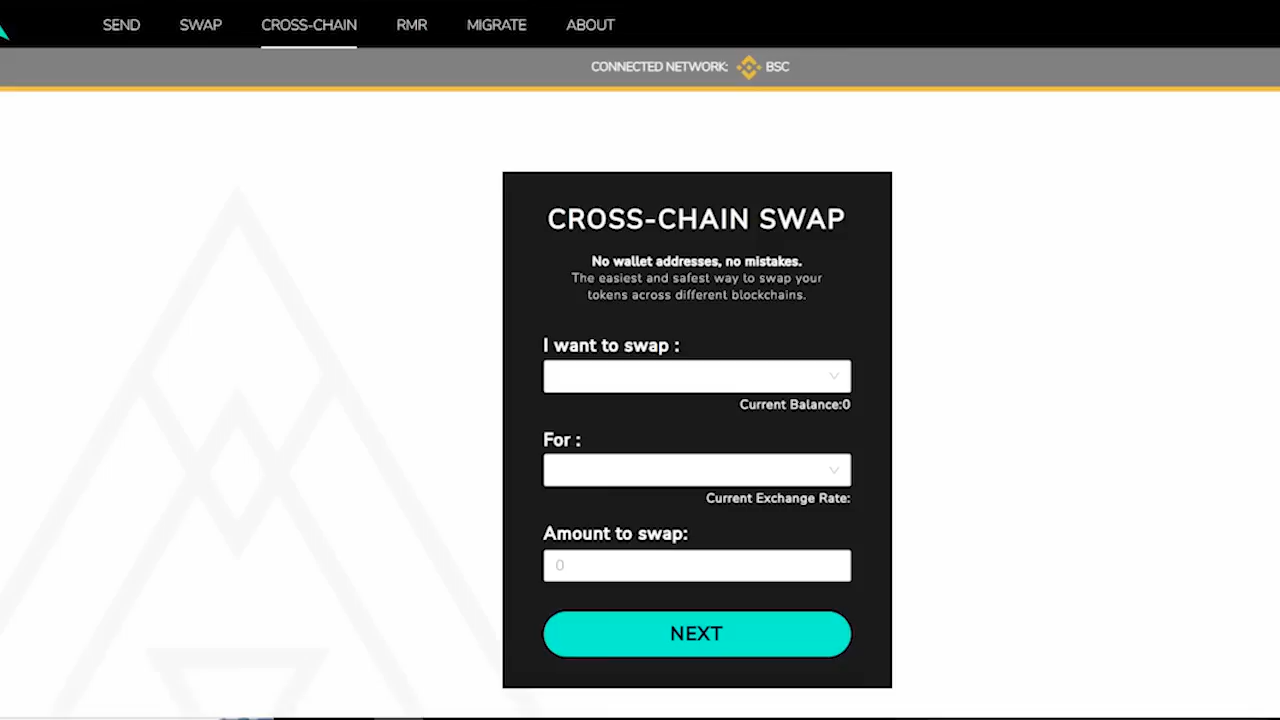 SEND SWAP CROSS-CHAIN RMR MIGRATE ABOUT
CONNECTED NETWORK: BSC
CROSS-CHAIN SWAP
No wallet addresses, no mistakes.
The easiest and safest way to swap your
tokens across different blockchains.
I want to swap :
Current Balance:0
For :
Current Exchange Rate:
Amount to swap:
0
NEXT